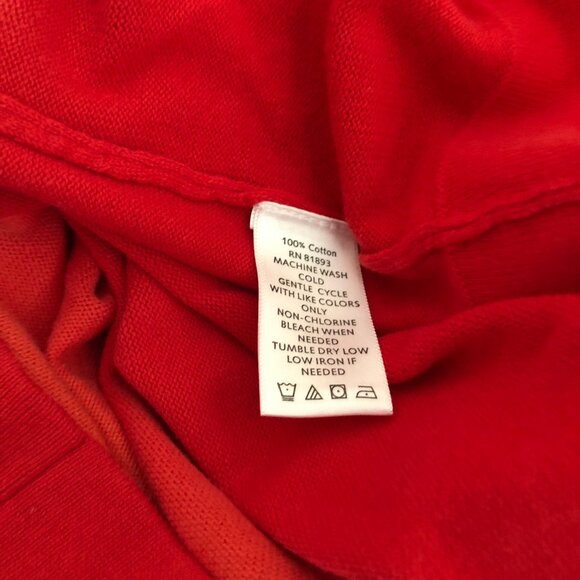 100% Cotton
RN 81893
MACHINE WASH
COLD
GENTLE CYCLE
WITH LIKE COLORS
ONLY
NON-CHLORINE
BLEACH WHEN
NEEDED
TUMBLE DRY LOW
LOW IRON IF
NEEDED